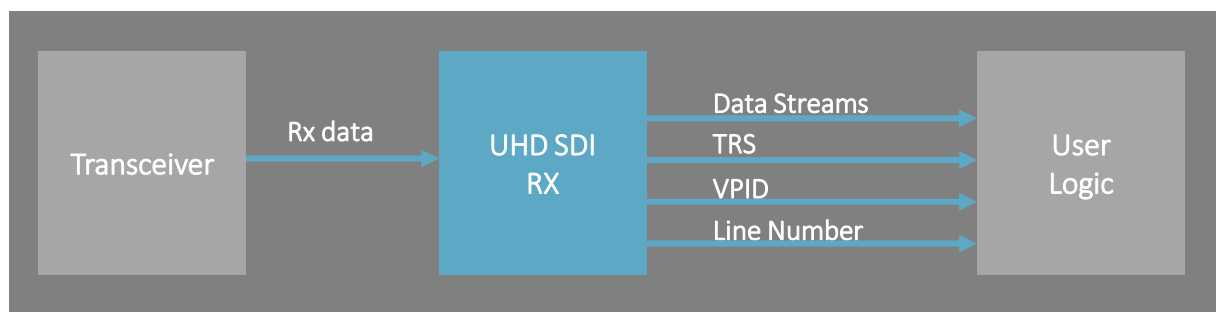 Transceiver
Rx data
UHD SDI
RX
Data Streams
TRS
VPID
Line Number
User
Logic